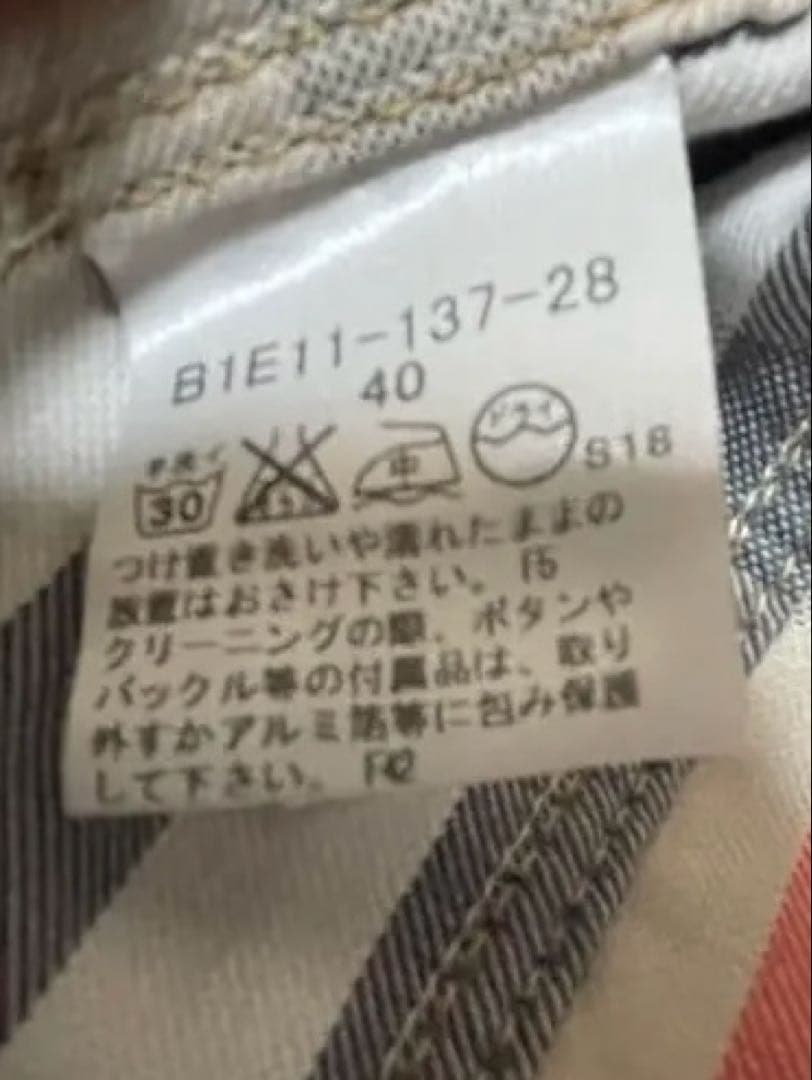 B1E11-137-28
40
手洗イ
30
中
ドライ
S18
つけ置き洗いや濡れたままの
放置はおさけ下さい。 F5
クリーニングの際、ボタンや
バックル等の付属品は、取り
外すかアルミ箔等に包み保護
して下さい。 F42